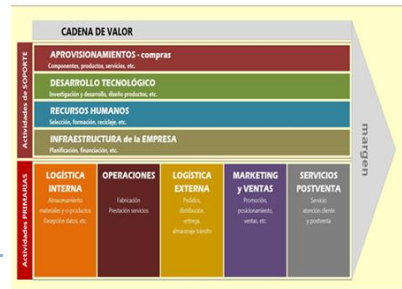 CADENA DE VALOR
Actividades de SOPORTE
APROVISIONAMIENTOS - compras
Componentes, productos, servicios, etc.
DESARROLLO TECNOLÓGICO
Investigación y desarrollo, diseño productos, etc.
RECURSOS HUMANOS
Selección, formación, reciclaje, etc.
INFRAESTRUCTURA de la EMPRESA
Planificación, financiación, etc.
margen
Actividades PRIMARIAS
LOGÍSTICA
INTERNA
Almacenamiento
materiales y productos
Recepción datos, etc.
OPERACIONES
Fabricación
Prestación servicios
LOGÍSTICA
EXTERNA
Pedidos,
distribución,
entrega,
almacenaje tránsito
MARKETING
y VENTAS
Promoción,
posicionamiento,
ventas, etc.
SERVICIOS
POSTVENTA
Servicio
atención cliente
y postventa